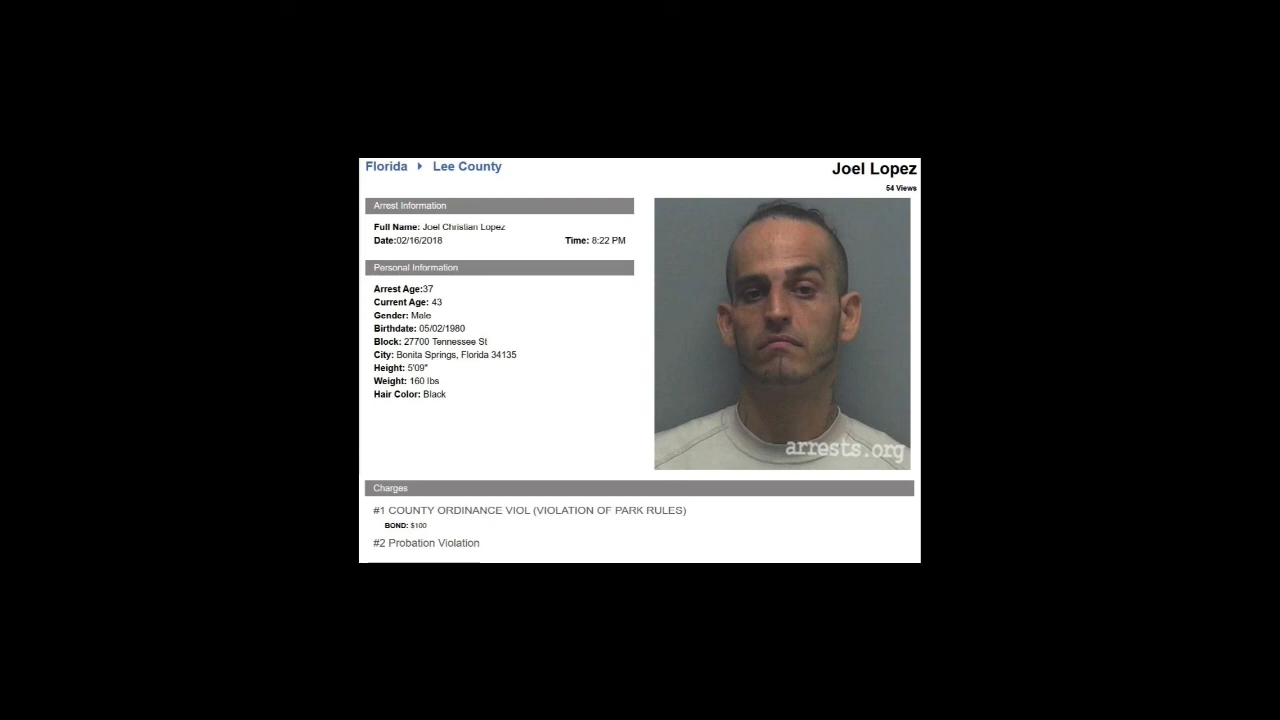 Florida ▸ Lee County
Joel Lopez
54 Views
Arrest Information
Full Name: Joel Christian Lopez
Date:02/16/2018 Time: 8:22 PM
Personal Information
Arrest Age:37
Current Age: 43
Gender: Male
Birthdate: 05/02/1980
Block: 27700 Tennessee St
City: Bonita Springs, Florida 34135
Height: 5'09"
Weight: 160 lbs
Hair Color: Black
arrests.org
Charges
#1 COUNTY ORDINANCE VIOL (VIOLATION OF PARK RULES)
BOND: $100
#2 Probation Violation